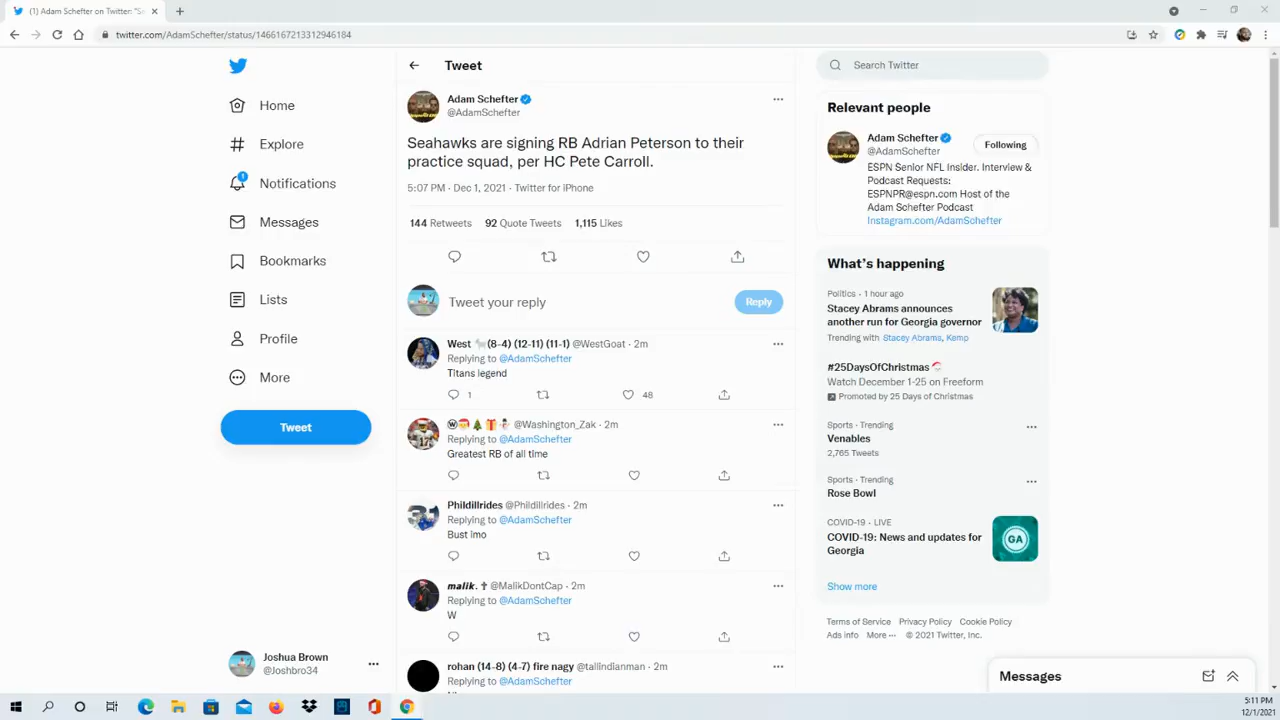 (1) Adam Schefter on Twitter: "Se
twitter.com/AdamSchefter/status/1466167213312946184
Home
Explore
1
Notifications
Messages
Bookmarks
Lists
Profile
More
Tweet
Joshua Brown
@Joshbro34
Tweet
Adam Schefter
@AdamSchefter
Seahawks are signing RB Adrian Peterson to their
practice squad, per HC Pete Carroll.
5:07 PM · Dec 1, 2021 · Twitter for iPhone
144 Retweets 92 Quote Tweets 1,115 Likes
Tweet your reply
Reply
West 🐐(8-4) (12-11) (11-1) @WestGoat · 2m
Replying to @AdamSchefter
Titans legend
1 48
Ⓦ🎅🎄🎁⛄ @Washington_Zak · 2m
Replying to @AdamSchefter
Greatest RB of all time
Phildillrides @Phildillrides · 2m
Replying to @AdamSchefter
Bust imo
malik. ✝ @MalikDontCap · 2m
Replying to @AdamSchefter
W
rohan (14-8) (4-7) fire nagy @tallindianman · 2m
Replying to @AdamSchefter
Search Twitter
Relevant people
Adam Schefter
@AdamSchefter
Following
ESPN Senior NFL Insider. Interview &
Podcast Requests:
ESPNPR@espn.com Host of the
Adam Schefter Podcast
Instagram.com/AdamSchefter
What's happening
Politics · 1 hour ago
Stacey Abrams announces
another run for Georgia governor
Trending with Stacey Abrams, Kemp
#25DaysOfChristmas
Watch December 1-25 on Freeform
Promoted by 25 Days of Christmas
Sports · Trending
Venables
2,765 Tweets
Sports · Trending
Rose Bowl
COVID-19 · LIVE
COVID-19: News and updates for
Georgia
GA
Show more
Terms of Service Privacy Policy Cookie Policy
Ads info More ··· © 2021 Twitter, Inc.
Messages
5:11 PM
12/1/2021